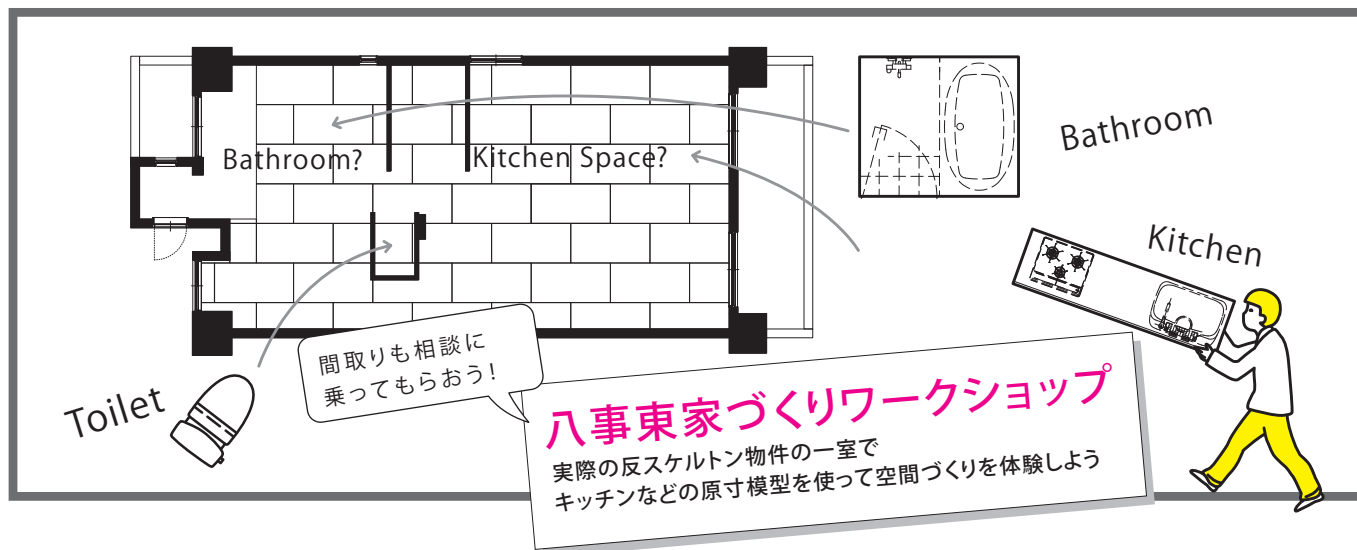 Bathroom
Bathroom?
Kitchen Space?
Kitchen
Toilet
間取りも相談に
乗ってもらおう!
八事東家づくりワークショップ
実際の反スケルトン物件の一室で
キッチンなどの原寸模型を使って空間づくりを体験しよう